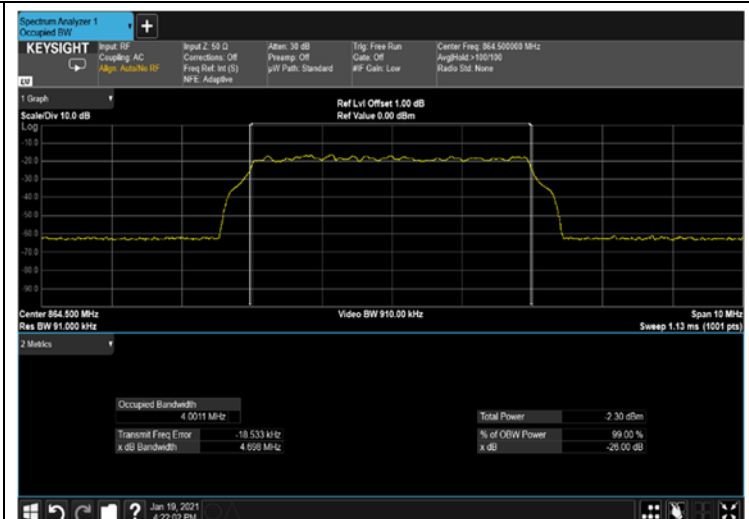 Spectrum Analyzer 1
Occupied BW
KEYSIGHT
Input: RF
Coupling: AC
Align: Auto/No RF
Input Z: 50 Ω
Corrections: Off
Freq Ref: Int (S)
NFE: Adaptive
Atten: 30 dB
Preamp: Off
µW Path: Standard
Trig: Free Run
Gate: Off
#IF Gain: Low
Center Freq: 864.500000 MHz
Avg|Hold:>100/100
Radio Std: None
1 Graph
Scale/Div 10.0 dB
Ref Lvl Offset 1.00 dB
Ref Value 0.00 dBm
Log
-10.0
-20.0
-30.0
-40.0
-50.0
-60.0
-70.0
-80.0
-90.0
Center 864.500 MHz
Video BW 910.00 kHz
Span 10 MHz
Res BW 91.000 kHz
Sweep 1.13 ms (1001 pts)
2 Metrics
Occupied Bandwidth
4.0011 MHz
Transmit Freq Error -18.533 kHz
x dB Bandwidth 4.698 MHz
Total Power -2.30 dBm
% of OBW Power 99.00 %
x dB -26.00 dB
Jan 19, 2021
4:22:02 PM